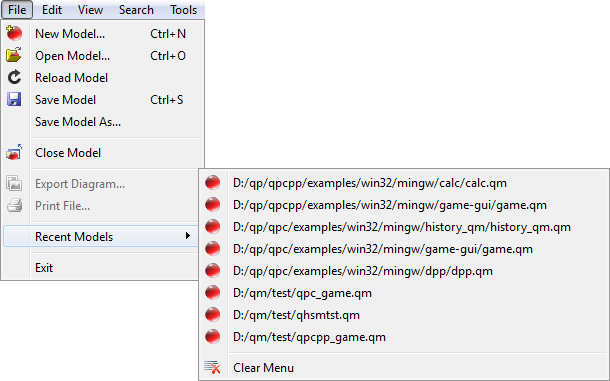 File Edit View Search Tools
New Model... Ctrl+N
Open Model... Ctrl+O
Reload Model
Save Model Ctrl+S
Save Model As...
Close Model
Export Diagram...
Print File...
Recent Models
Exit
D:/qp/qpcpp/examples/win32/mingw/calc/calc.qm
D:/qp/qpcpp/examples/win32/mingw/game-gui/game.qm
D:/qp/qpc/examples/win32/mingw/history_qm/history_qm.qm
D:/qp/qpc/examples/win32/mingw/game-gui/game.qm
D:/qp/qpc/examples/win32/mingw/dpp/dpp.qm
D:/qm/test/qpc_game.qm
D:/qm/test/qhsmtst.qm
D:/qm/test/qpcpp_game.qm
Clear Menu